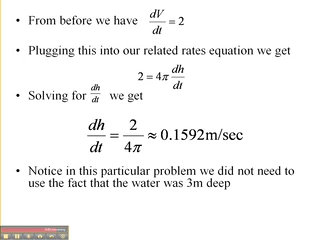 • From before we have dV/dt = 2
• Plugging this into our related rates equation we get
2 = 4π dh/dt
• Solving for dh/dt we get
dh/dt = 2/4π ≈ 0.1592m/sec
• Notice in this particular problem we did not need to
use the fact that the water was 3m deep